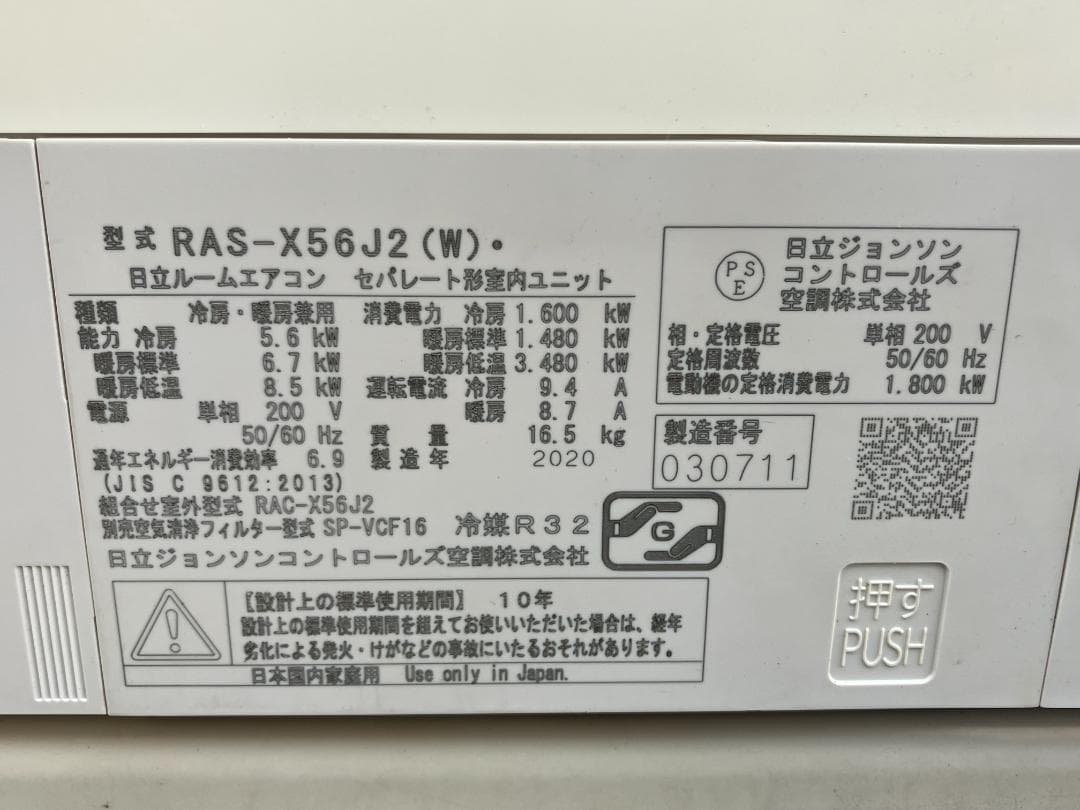 型式 RAS-X56J2(W)・
日立ルームエアコン セパレート形室内ユニット
種類 冷房・暖房兼用
能力 冷房 5.6 kW
暖房標準 6.7 kW
暖房低温 8.5 kW
電源 単相 200 V
50/60 Hz
通年エネルギー消費効率 6.9
(JIS C 9612:2013)
消費電力 冷房 1.600 kW
暖房標準 1.480 kW
暖房低温 3.480 kW
運転電流 冷房 9.4 A
暖房 8.7 A
質量 16.5 kg
製造年 2020
組合せ室外型式 RAC-X56J2
別売空気清浄フィルター型式 SP-VCF16 冷媒R32
日立ジョンソンコントロールズ空調株式会社
G
PS
E
日立ジョンソン
コントロールズ
空調株式会社
相・定格電圧 単相 200 V
定格周波数 50/60 Hz
電動機の定格消費電力 1.800 kW
製造番号
030711
【設計上の標準使用期間】 10年
設計上の標準使用期間を超えてお使いいただいた場合は、経年
劣化による発火・けがなどの事故にいたるおそれがあります。
日本国内家庭用 Use only in Japan.
押す
PUSH